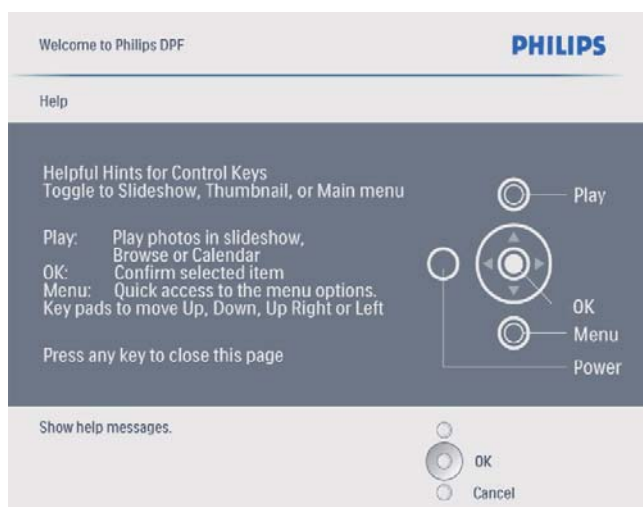 Welcome to Philips DPF
PHILIPS
Help
Helpful Hints for Control Keys
Toggle to Slideshow, Thumbnail, or Main menu
Play: Play photos in slideshow,
Browse or Calendar
OK: Confirm selected item
Menu: Quick access to the menu options.
Key pads to move Up, Down, Up Right or Left
Press any key to close this page
Play
OK
Menu
Power
Show help messages.
OK
Cancel